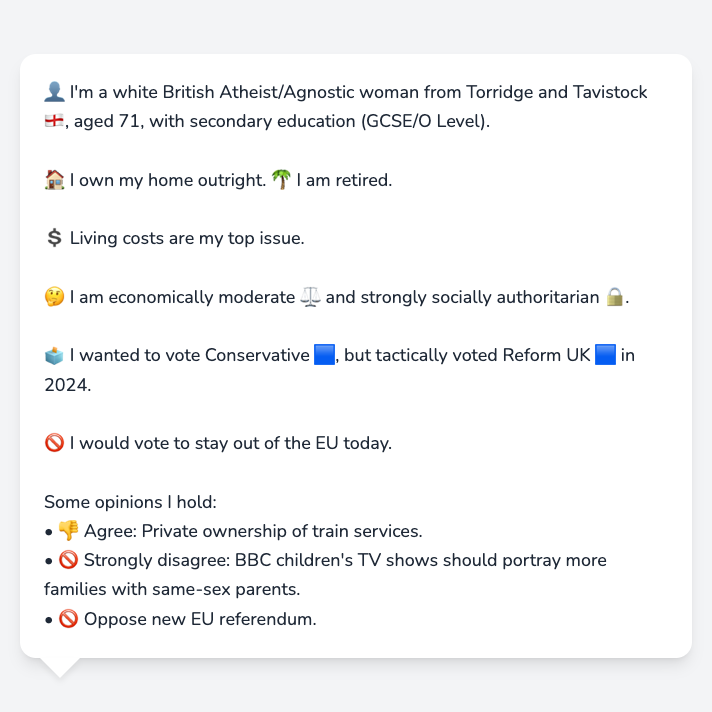 👤 I'm a white British Atheist/Agnostic woman from Torridge and Tavistock
🏴󠁧󠁢󠁥󠁮󠁧󠁿, aged 71, with secondary education (GCSE/O Level).
🏠 I own my home outright. 🌴 I am retired.
💲 Living costs are my top issue.
🤔 I am economically moderate ⚖️ and strongly socially authoritarian 🔒.
🗳️ I wanted to vote Conservative 🟦, but tactically voted Reform UK 🟦 in
2024.
🚫 I would vote to stay out of the EU today.
Some opinions I hold:
• 👎 Agree: Private ownership of train services.
• 🚫 Strongly disagree: BBC children's TV shows should portray more
families with same-sex parents.
• 🚫 Oppose new EU referendum.